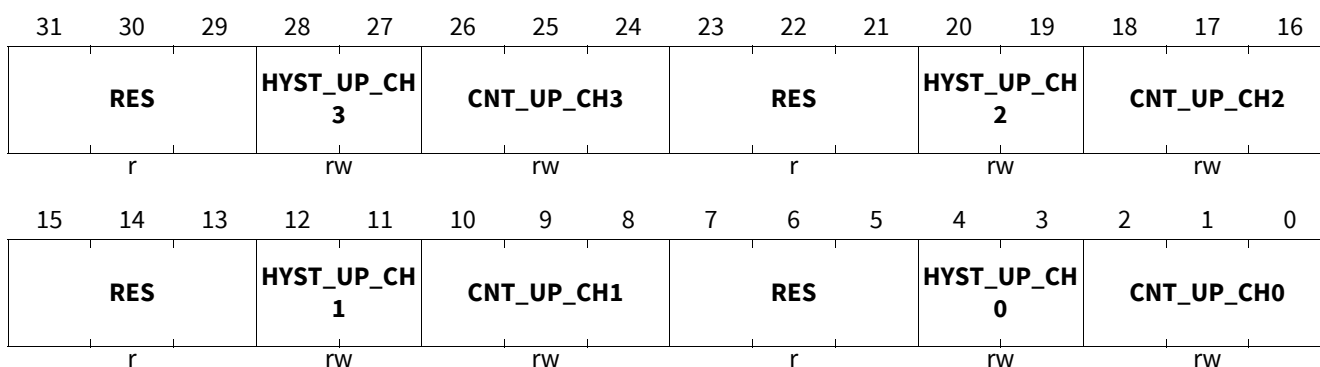 31 30 29 28 27 26 25 24 23 22 21 20 19 18 17 16
RES HYST_UP_CH CNT_UP_CH3 RES HYST_UP_CH CNT_UP_CH2
3 2
r rw rw r rw rw
15 14 13 12 11 10 9 8 7 6 5 4 3 2 1 0
RES HYST_UP_CH CNT_UP_CH1 RES HYST_UP_CH CNT_UP_CH0
1 0
r rw rw r rw rw